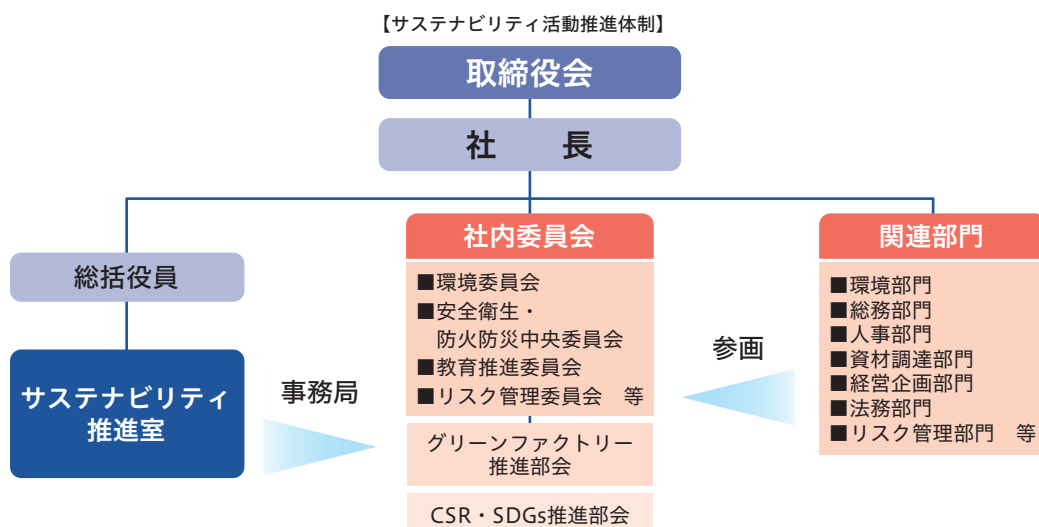 【サステナビリティ活動推進体制】
取締役会
社　長
総括役員
サステナビリティ
推進室
事務局
社内委員会
■環境委員会
■安全衛生・
防火防災中央委員会
■教育推進委員会
■リスク管理委員会　等
グリーンファクトリー
推進部会
CSR・SDGs推進部会
参画
関連部門
■環境部門
■総務部門
■人事部門
■資材調達部門
■経営企画部門
■法務部門
■リスク管理部門　等